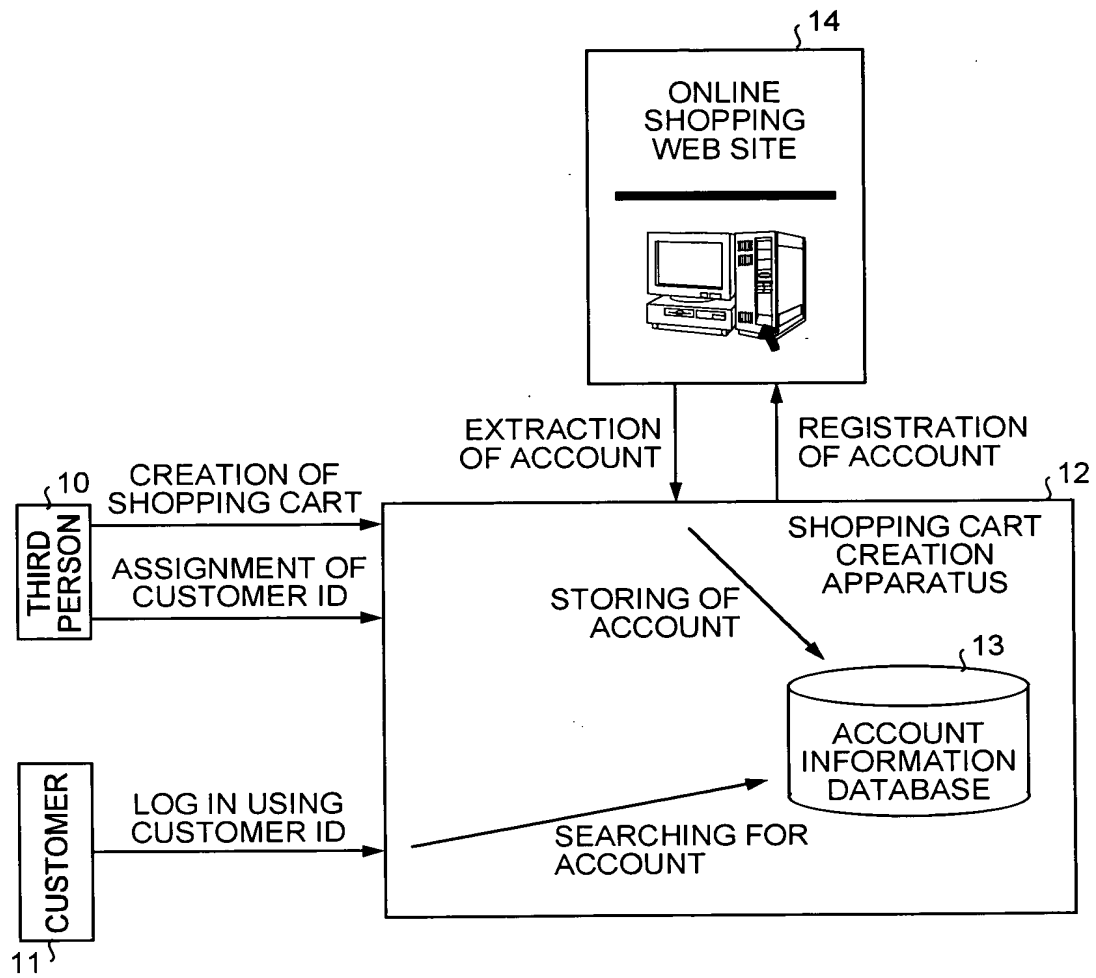 14
ONLINE
SHOPPING
WEB SITE
EXTRACTION
OF ACCOUNT
REGISTRATION
OF ACCOUNT
10
THIRD
PERSON
CREATION OF
SHOPPING CART
ASSIGNMENT OF
CUSTOMER ID
12
SHOPPING CART
CREATION
APPARATUS
STORING OF
ACCOUNT
13
ACCOUNT
INFORMATION
DATABASE
CUSTOMER
11
LOG IN USING
CUSTOMER ID
SEARCHING FOR
ACCOUNT